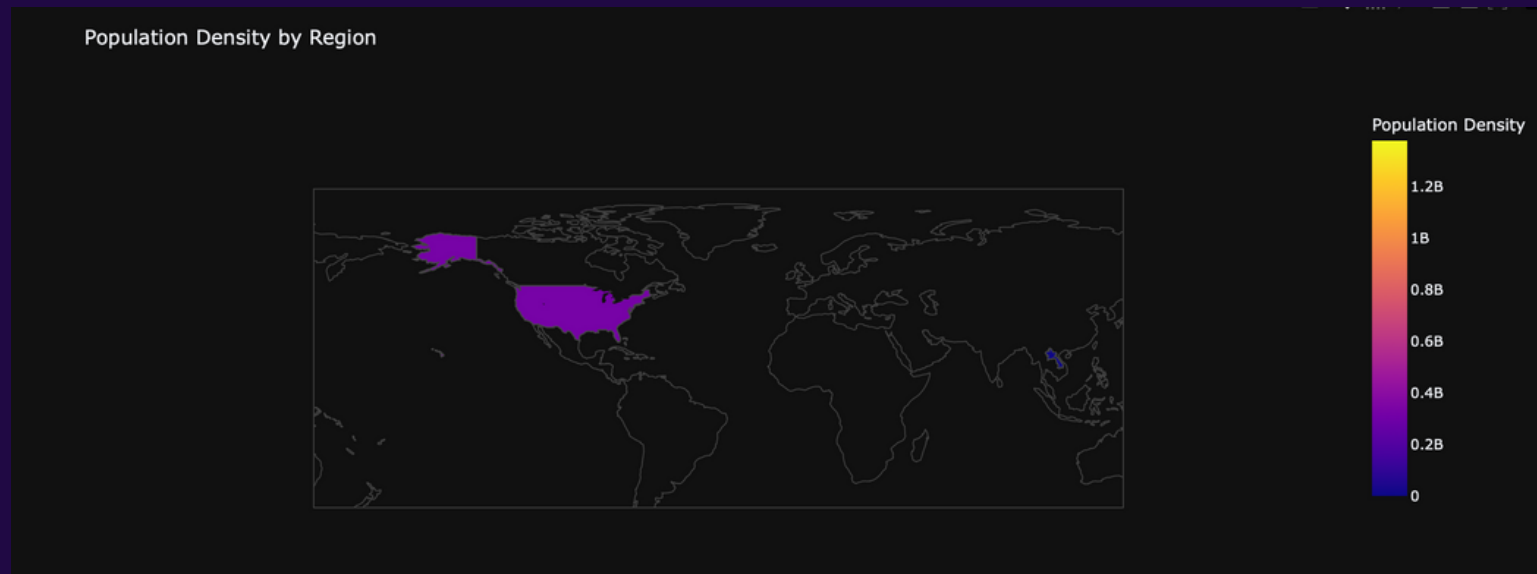 Population Density by Region
Population Density
1.2B
1B
0.8B
0.6B
0.4B
0.2B
0